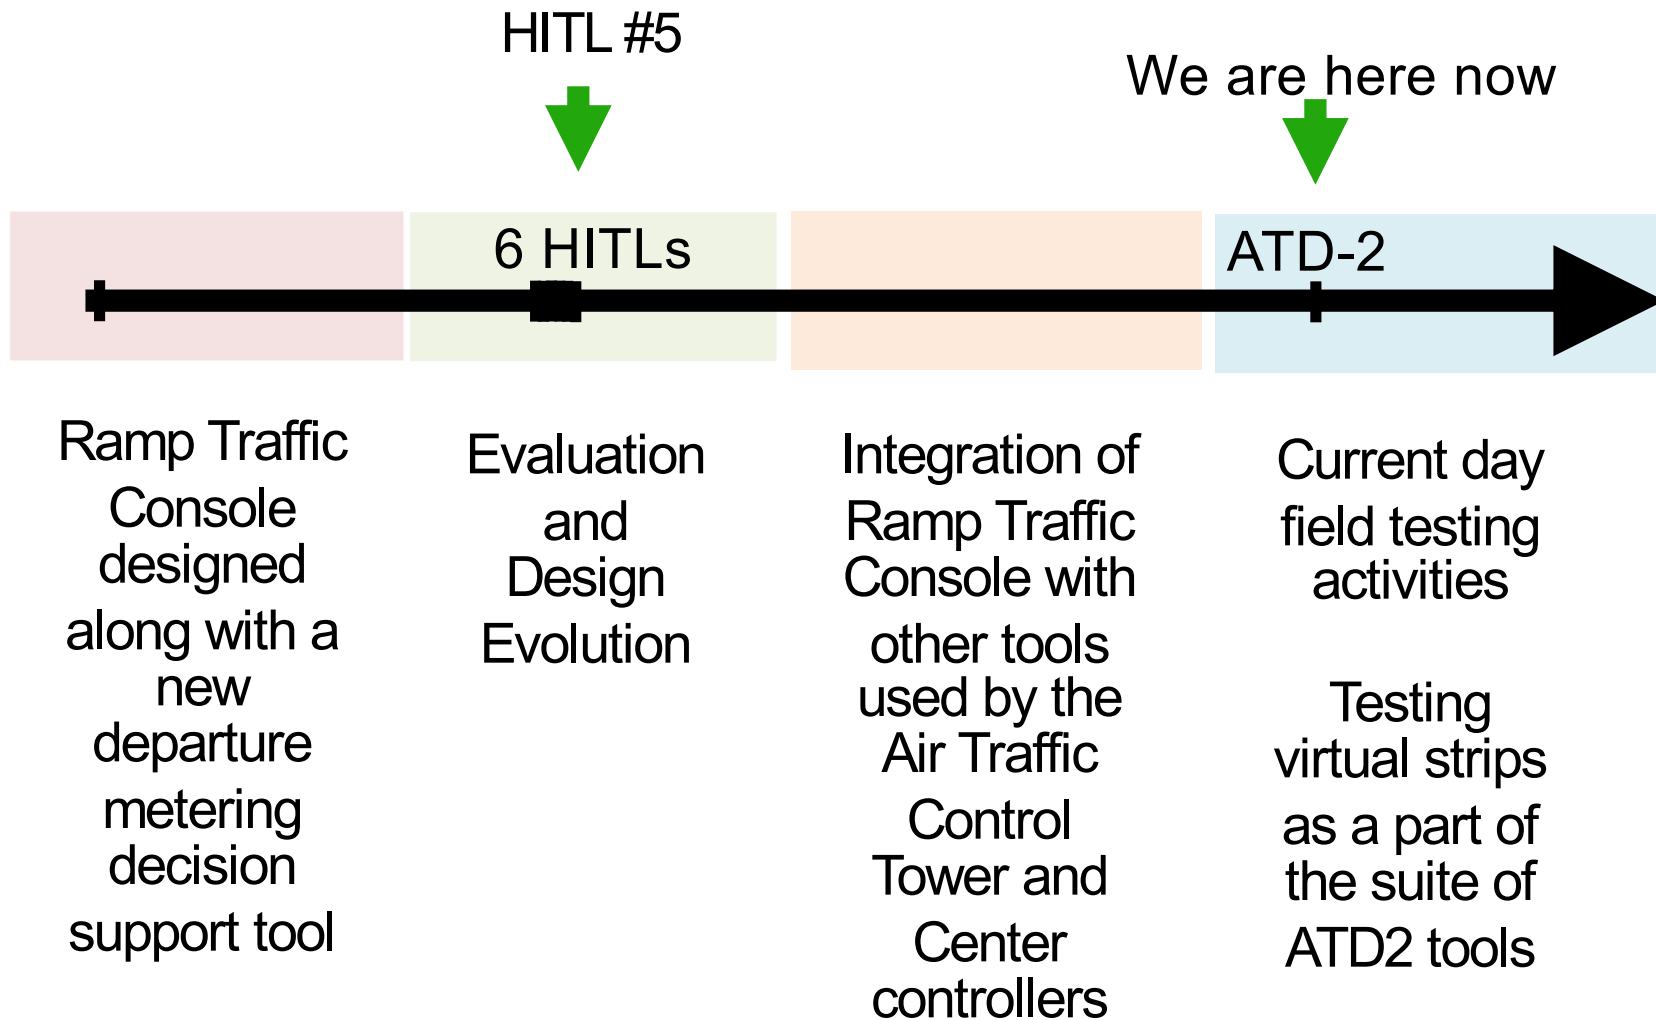 HITL #5
We are here now
6 HITLs
ATD-2
Ramp Traffic
Console
designed
along with a
new
departure
metering
decision
support tool
Evaluation
and
Design
Evolution
Integration of
Ramp Traffic
Console with
other tools
used by the
Air Traffic
Control
Tower and
Center
controllers
Current day
field testing
activities
Testing
virtual strips
as a part of
the suite of
ATD2 tools